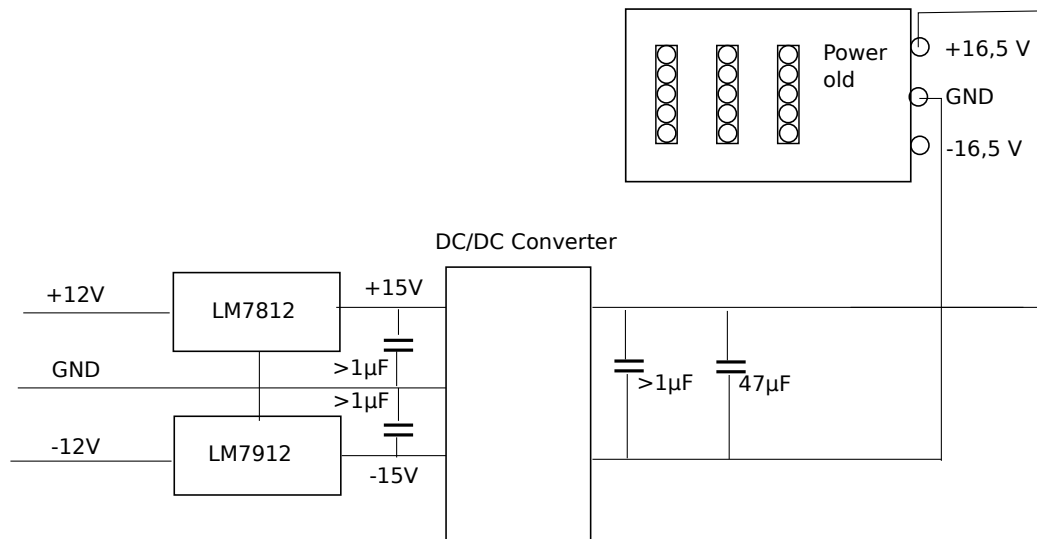 Power
old
+16,5 V
GND
-16,5 V
DC/DC Converter
+12V
LM7812
+15V
GND
>1µF
>1µF
>1µF
47µF
-12V
LM7912
-15V